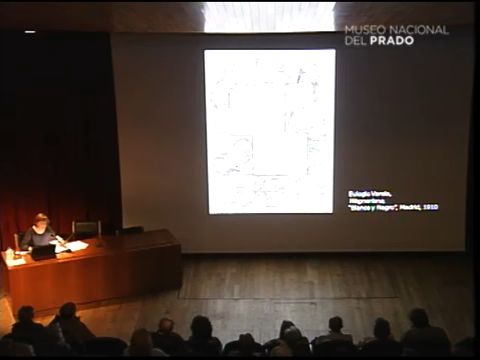 MUSEO NACIONAL
DEL PRADO
Eulogio Varela,
"Blanco y Negro", Madrid, 1910